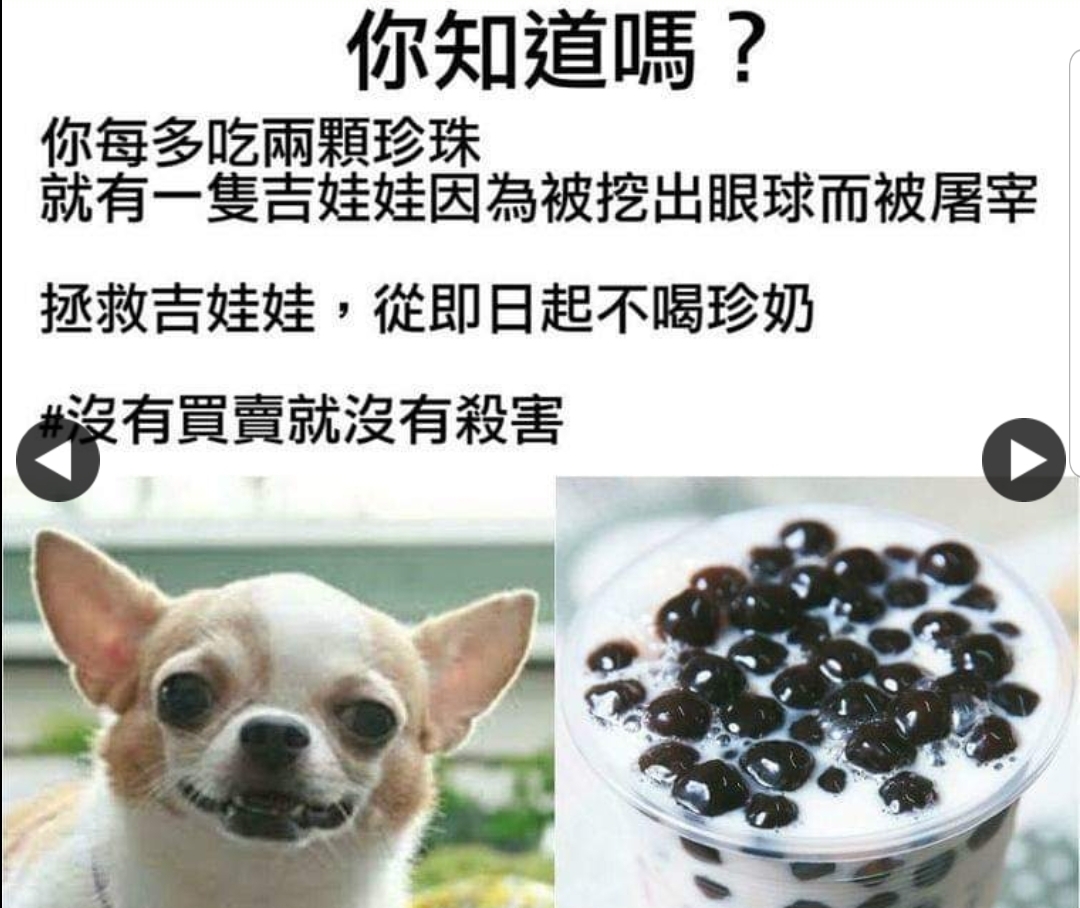 你知道嗎？
你每多吃兩顆珍珠
就有一隻吉娃娃因為被挖出眼球而被屠宰
拯救吉娃娃，從即日起不喝珍奶
#沒有買賣就沒有殺害